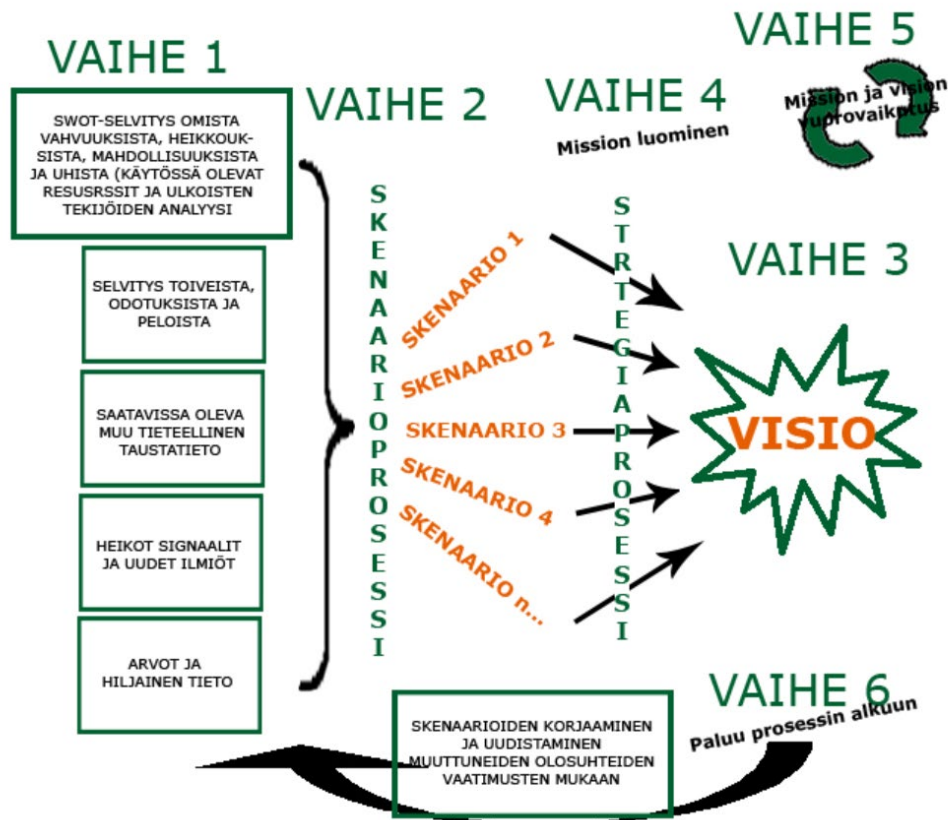 VAIHE 1
SWOT-SELVITYS OMISTA
VAHVUUKSISTA, HEIKKOUK-
SISTA, MAHDOLLISUUKSISTA
JA UHISTA (KÄYTÖSSÄ OLEVAT
RESUSRSSIT JA ULKOISTEN
TEKIJÖIDEN ANALYYSI
SELVITYS TOIVEISTA,
ODOTUKSISTA JA
PELOISTA
SAATAVISSA OLEVA
MUU TIETEELLINEN
TAUSTATIETO
HEIKOT SIGNAALIT
JA UUDET ILMIÖT
ARVOT JA
HILJAINEN TIETO
VAIHE 2
SKENAARIOPROSESSI
SKENAARIO 1
SKENAARIO 2
SKENAARIO 3
SKENAARIO 4
SKENAARIO n...
VAIHE 4
Mission luominen
STRTEGIAPROSESSI
VAIHE 5
Mission ja vision
vuorovaikutus
VAIHE 3
VISIO
VAIHE 6
Paluu prosessin alkuun
SKENAARIOIDEN KORJAAMINEN
JA UUDISTAMINEN
MUUTTUNEIDEN OLOSUHTEIDEN
VAATIMUSTEN MUKAAN